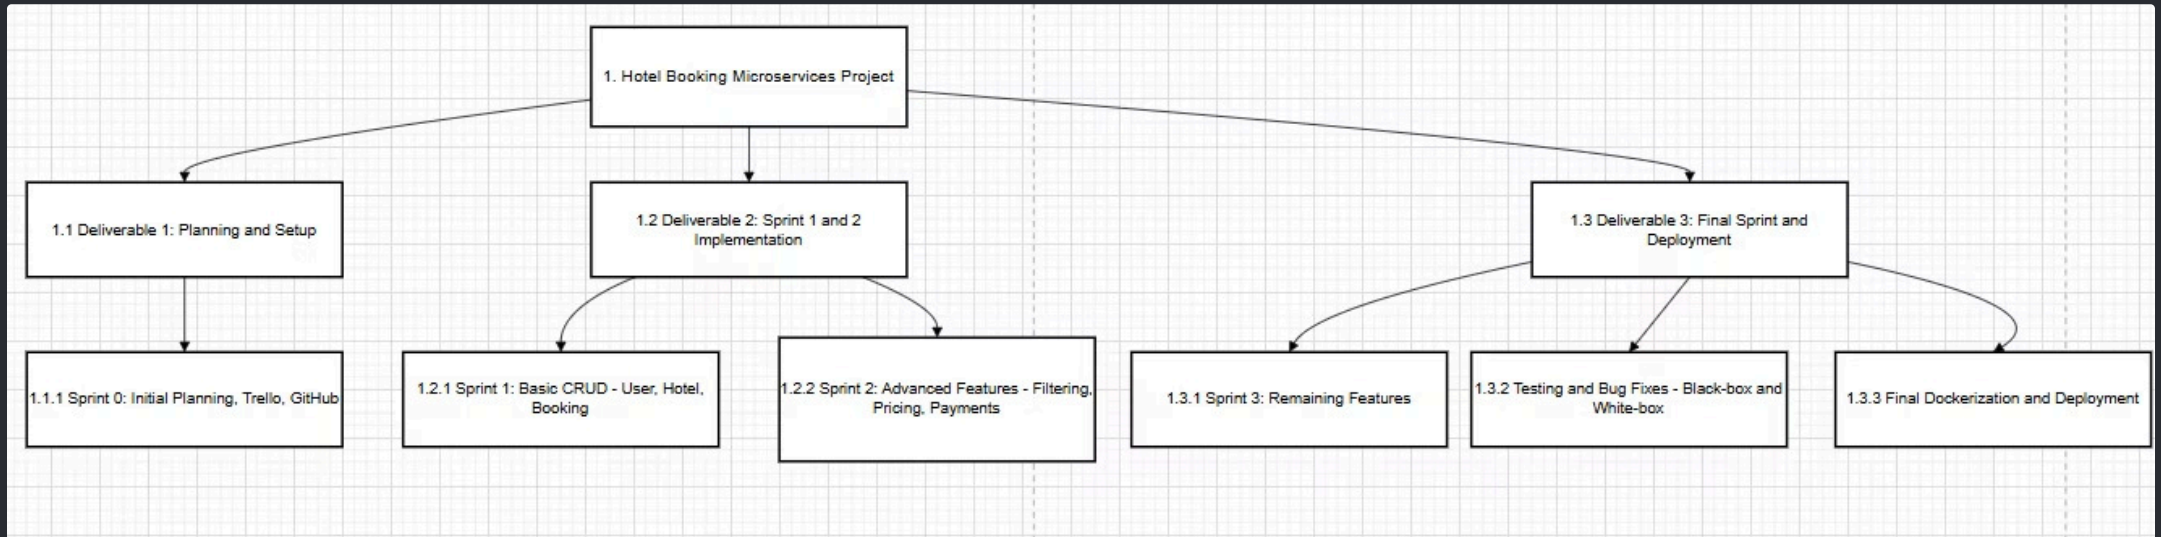 1. Hotel Booking Microservices Project
1.1 Deliverable 1: Planning and Setup
1.2 Deliverable 2: Sprint 1 and 2
Implementation
1.3 Deliverable 3: Final Sprint and
Deployment
1.1.1 Sprint 0: Initial Planning, Trello, GitHub
1.2.1 Sprint 1: Basic CRUD - User, Hotel,
Booking
1.2.2 Sprint 2: Advanced Features - Filtering,
Pricing, Payments
1.3.1 Sprint 3: Remaining Features
1.3.2 Testing and Bug Fixes - Black-box and
White-box
1.3.3 Final Dockerization and Deployment